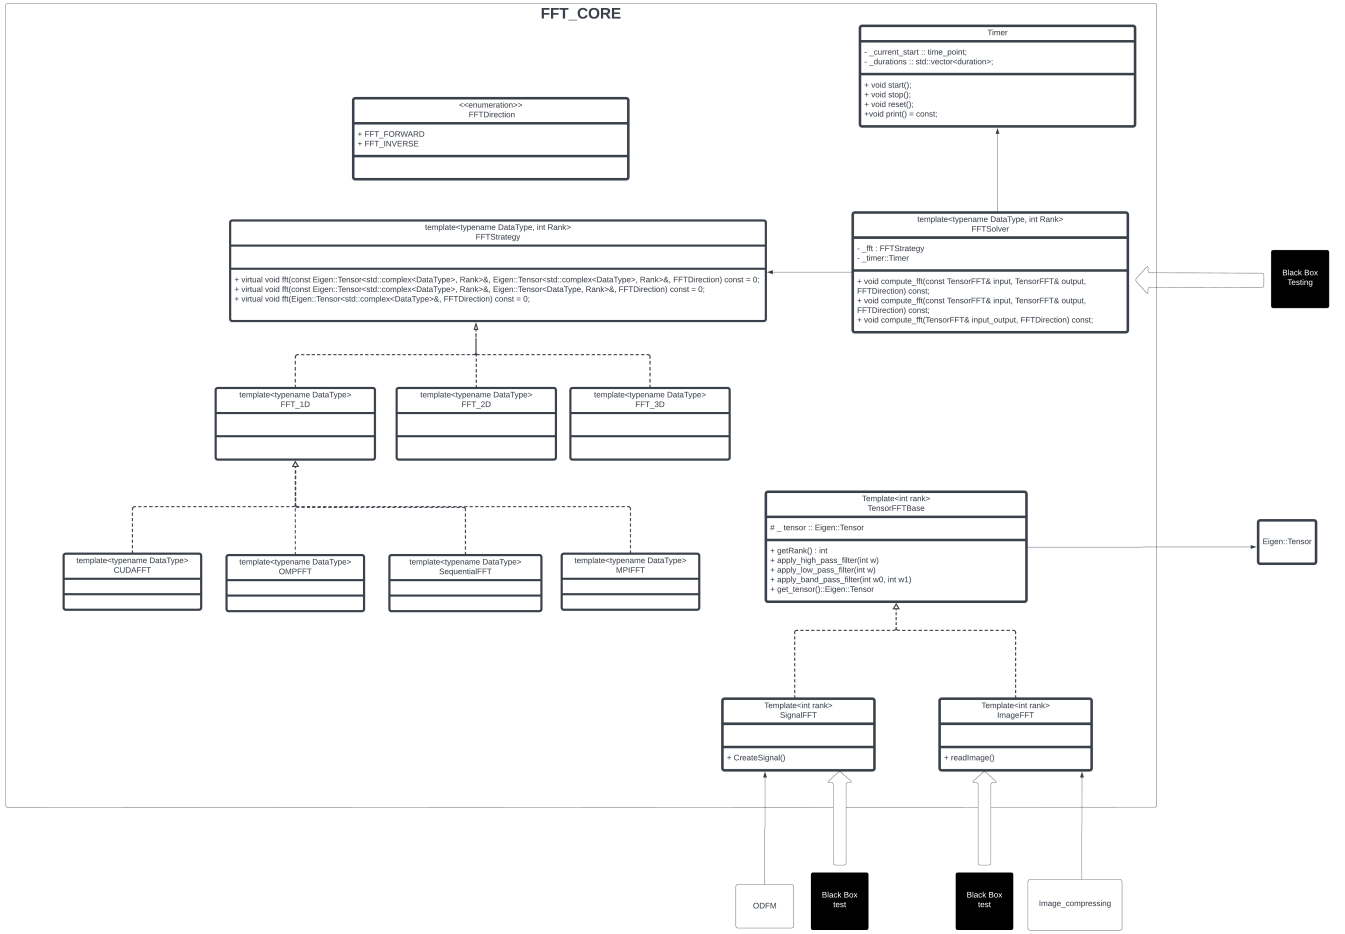 FFT_CORE
Timer
- _current_start :: time_point;
- _durations :: std::vector<duration>;
+ void start();
+ void stop();
+ void reset();
+void print() = const;
<<enumeration>>
FFTDirection
+ FFT_FORWARD
+ FFT_INVERSE
template<typename DataType, int Rank>
FFTStrategy
+ virtual void fft(const Eigen::Tensor<std::complex<DataType>, Rank>&, Eigen::Tensor<std::complex<DataType>, Rank>&, FFTDirection) const = 0;
+ virtual void fft(const Eigen::Tensor<std::complex<DataType>, Rank>&, Eigen::Tensor<DataType, Rank>&, FFTDirection) const = 0;
+ virtual void fft(Eigen::Tensor<std::complex<DataType>&, FFTDirection) const = 0;
template<typename DataType, int Rank>
FFTSolver
- _fft : FFTStrategy
- _timer::Timer
+ void compute_fft(const TensorFFT& input, TensorFFT& output,
FFTDirection) const;
+ void compute_fft(const TensorFFT& input, TensorFFT& output,
FFTDirection) const;
+ void compute_fft(TensorFFT& input_output, FFTDirection) const;
Black Box
Testing
template<typename DataType>
FFT_1D
template<typename DataType>
FFT_2D
template<typename DataType>
FFT_3D
template<typename DataType>
CUDAFFT
template<typename DataType>
OMPFFT
template<typename DataType>
SequentialFFT
template<typename DataType>
MPIFFT
Template<int rank>
TensorFFTBase
# _ tensor :: Eigen::Tensor
+ getRank() : int
+ apply_high_pass_filter(int w)
+ apply_low_pass_filter(int w)
+ apply_band_pass_filter(int w0, int w1)
+ get_tensor()::Eigen::Tensor
Eigen::Tensor
Template<int rank>
SignalFFT
+ CreateSignal()
Template<int rank>
ImageFFT
+ readImage()
ODFM
Black Box
test
Black Box
test
Image_compressing